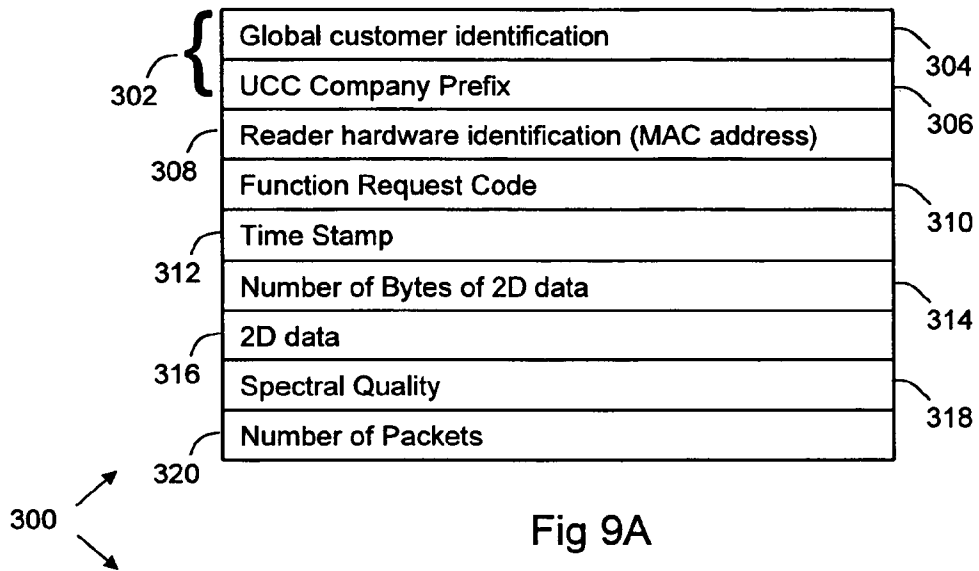 Global customer identification
304
302
UCC Company Prefix
306
308
Reader hardware identification (MAC address)
Function Request Code
310
312
Time Stamp
Number of Bytes of 2D data
314
316
2D data
Spectral Quality
318
320
Number of Packets
300
Fig 9A